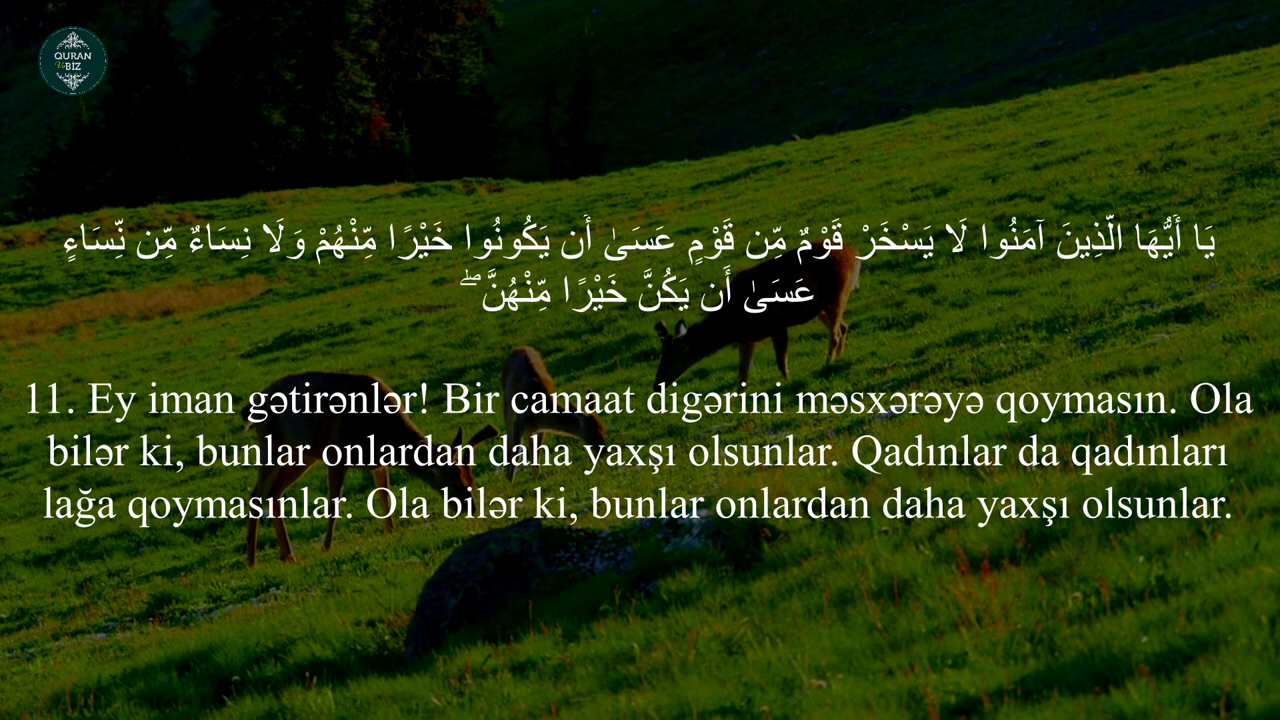 QURAN
Və
BİZ
يَا أَيُّهَا الَّذِينَ آمَنُوا لَا يَسْخَرْ قَوْمٌ مِّن قَوْمٍ عَسَىٰ أَن يَكُونُوا خَيْرًا مِّنْهُمْ وَلَا نِسَاءٌ مِّن نِّسَاءٍ
عَسَىٰ أَن يَكُنَّ خَيْرًا مِّنْهُنَّ ۖ
11. Ey iman gətirənlər! Bir camaat digərini məsxərəyə qoymasın. Ola
bilər ki, bunlar onlardan daha yaxşı olsunlar. Qadınlar da qadınları
lağa qoymasınlar. Ola bilər ki, bunlar onlardan daha yaxşı olsunlar.